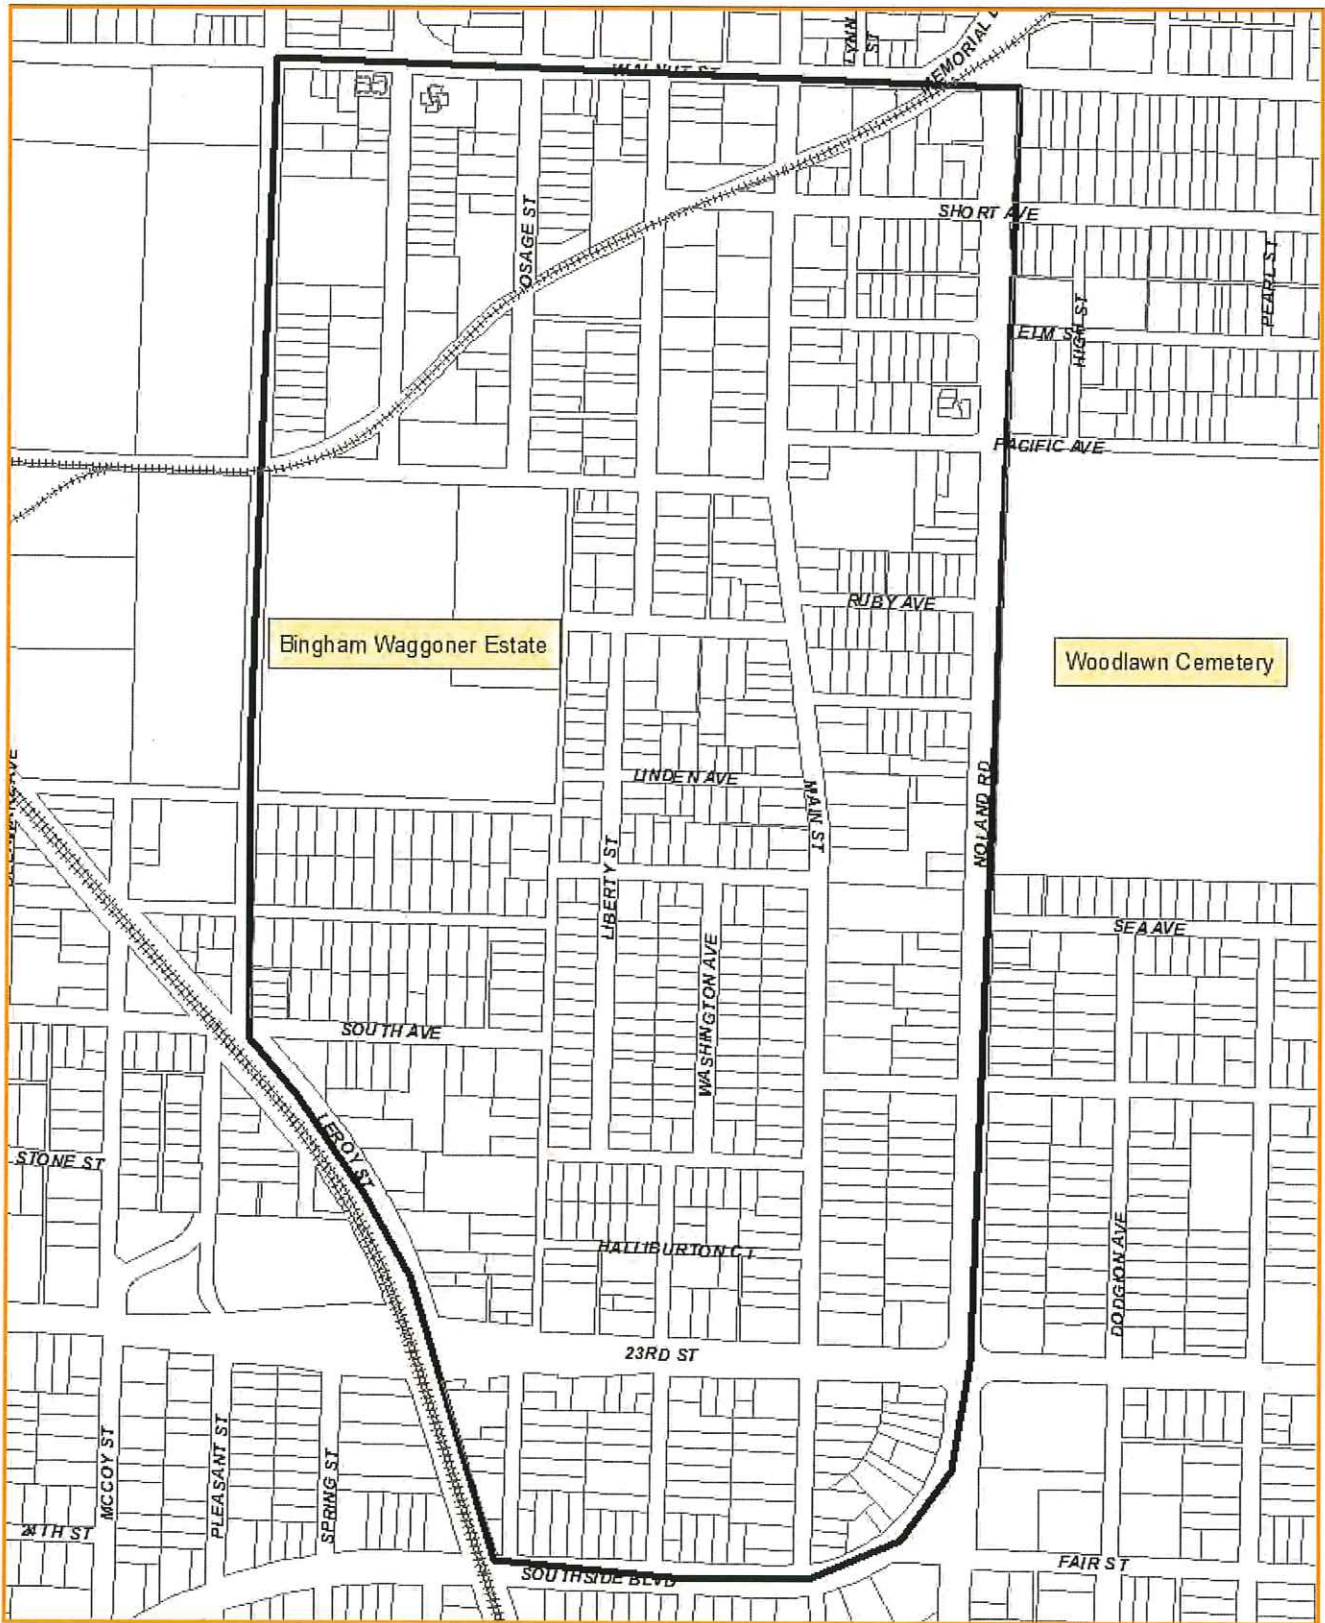 LYNN
ST
MEMORIAL D
WALNUT ST
SHORT AVE
OSAGE ST
PEARL ST
ELM S
HIGH ST
PACIFIC AVE
RUBY AVE
Bingham Waggoner Estate
Woodlawn Cemetery
LINDEN AVE
MAIN ST
NOLAND RD
LIBERTY ST
SEA AVE
WASHINGTON AVE
SOUTH AVE
LEROY ST
STONE ST
HALLIBURTON CT
DODGION AVE
23RD ST
MCCOY ST
PLEASANT ST
SPRING ST
24TH ST
FAIR ST
SOUTHSIDE BLVD